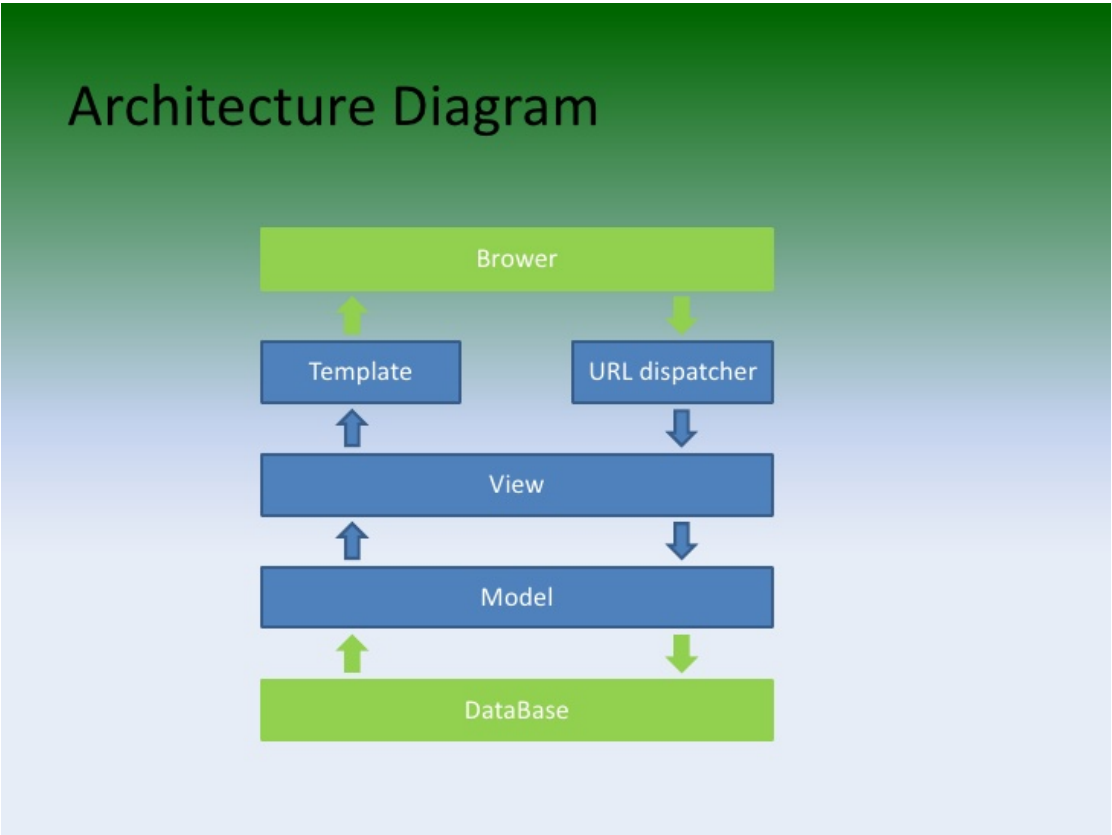 Architecture Diagram
Brower
Template
URL dispatcher
View
Model
DataBase